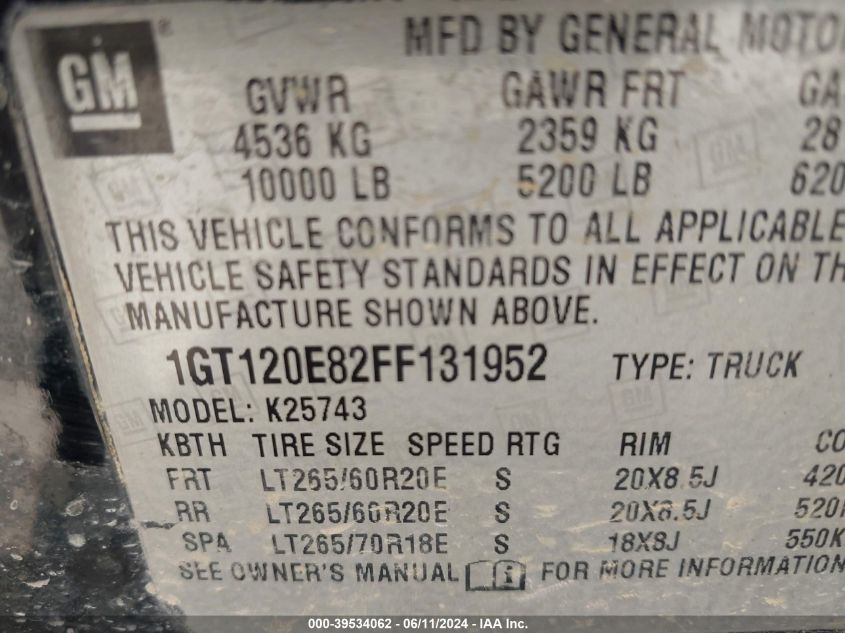 MFD BY GENERAL MOTO
GM ®
GVWR GAWR FRT GA
4536 KG 2359 KG 28
10000 LB 5200 LB 620
THIS VEHICLE CONFORMS TO ALL APPLICABLE
VEHICLE SAFETY STANDARDS IN EFFECT ON TH
MANUFACTURE SHOWN ABOVE.
1GT120E82FF131952 TYPE: TRUCK
MODEL: K25743
KBTH TIRE SIZE SPEED RTG RIM CO
FRT LT265/60R20E S 20X8.5J 420
RR LT265/60R20E S 20X8.5J 520
SPA LT265/70R18E S 18X8J 550K
SEE OWNER'S MANUAL i FOR MORE INFORMATION
000-39534062 - 06/11/2024 - IAA Holdings, LLC.